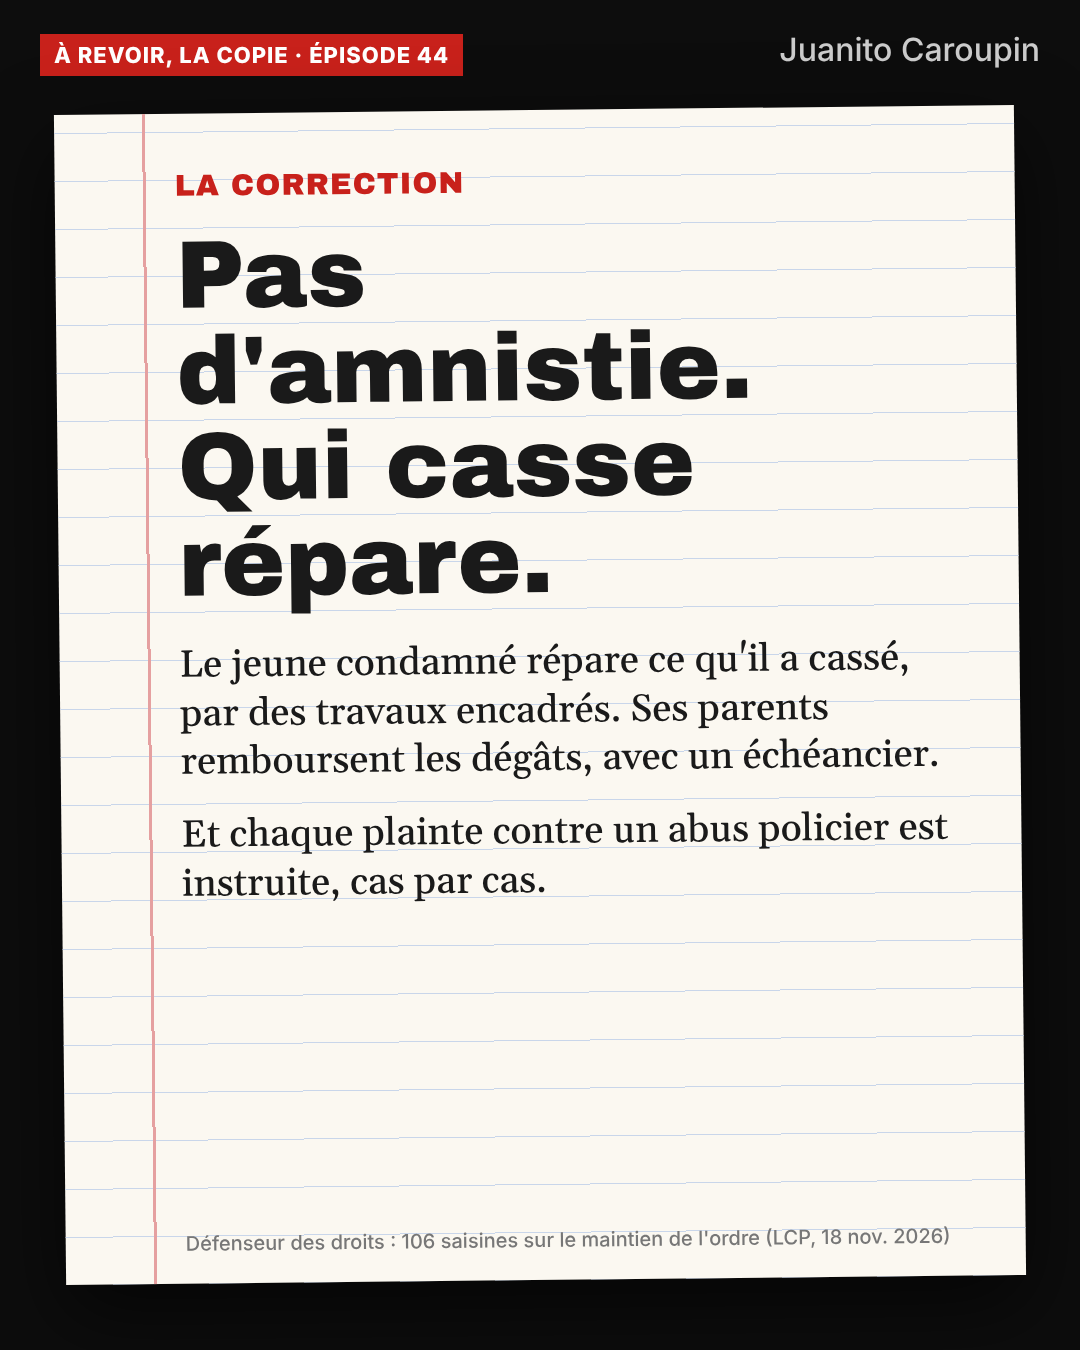 À REVOIR, LA COPIE · ÉPISODE 44
Juanito Caroupin
LA CORRECTION
Pas
d'amnistie.
Qui casse
répare.
Le jeune condamné répare ce qu'il a cassé,
par des travaux encadrés. Ses parents
remboursent les dégâts, avec un échéancier.
Et chaque plainte contre un abus policier est
instruite, cas par cas.
Défenseur des droits : 106 saisines sur le maintien de l'ordre (LCP, 18 nov. 2026)